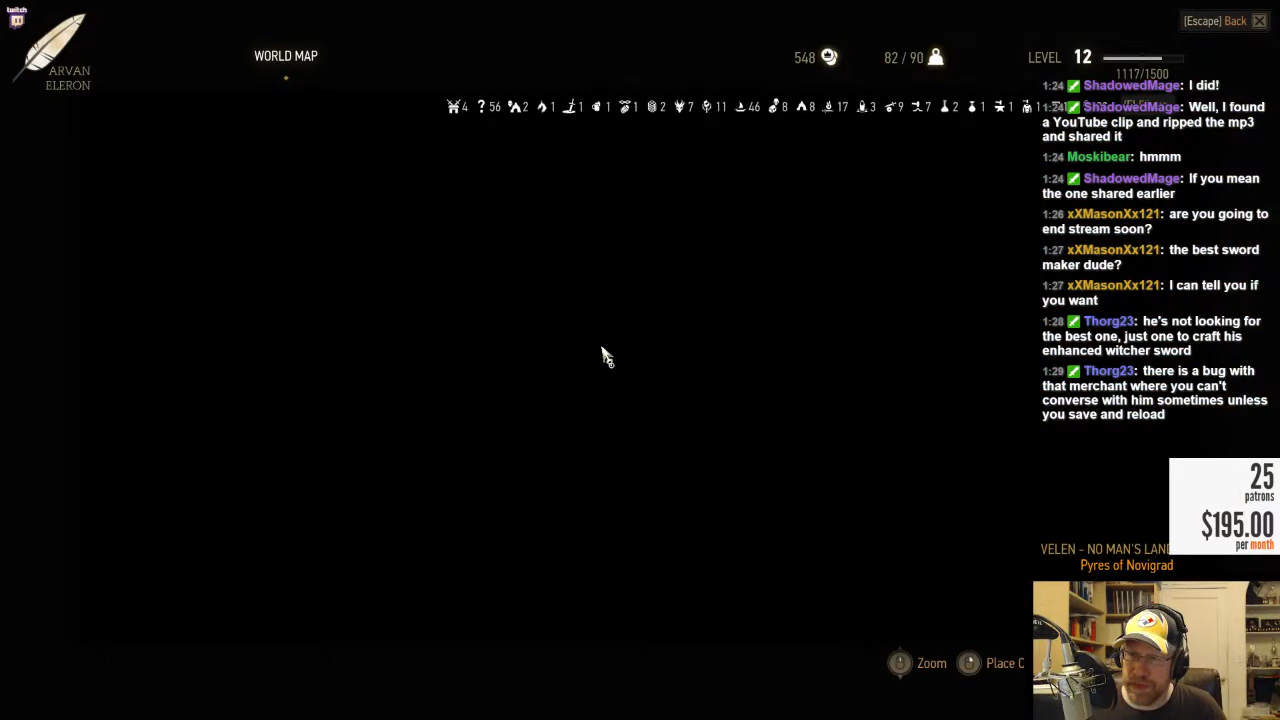 twitch
ARVAN
ELERON
WORLD MAP
548
82 / 90
LEVEL 12
1117/1500
[Escape] Back
4 56 2 1 1 1 1 2 7 11 46 8 8 17 3 9 7 2 1 1 1
1:24 ShadowedMage: I did!
1:24 ShadowedMage: Well, I found
a YouTube clip and ripped the mp3
and shared it
1:24 Moskibear: hmmm
1:24 ShadowedMage: If you mean
the one shared earlier
1:26 xXMasonXx121: are you going to
end stream soon?
1:27 xXMasonXx121: the best sword
maker dude?
1:27 xXMasonXx121: I can tell you if
you want
1:28 Thorg23: he's not looking for
the best one, just one to craft his
enhanced witcher sword
1:29 Thorg23: there is a bug with
that merchant where you can't
converse with him sometimes unless
you save and reload
25
patrons
$195.00
per month
VELEN - NO MAN'S LAND
Pyres of Novigrad
Zoom
Place C